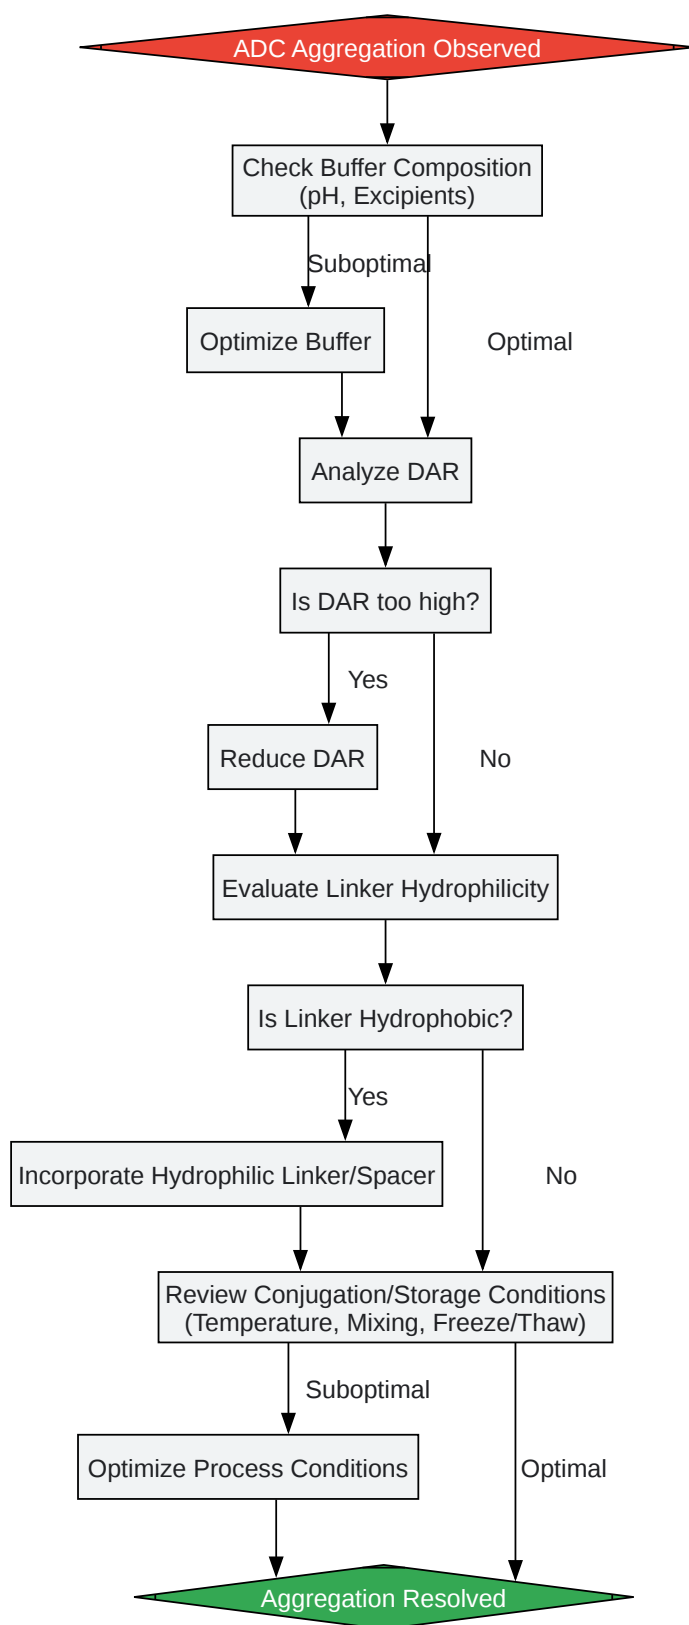 ADC Aggregation Observed
Check Buffer Composition
(pH, Excipients)
Suboptimal
Optimize Buffer
Optimal
Analyze DAR
Is DAR too high?
Yes
Reduce DAR
No
Evaluate Linker Hydrophilicity
Is Linker Hydrophobic?
Yes
Incorporate Hydrophilic Linker/Spacer
No
Review Conjugation/Storage Conditions
(Temperature, Mixing, Freeze/Thaw)
Suboptimal
Optimize Process Conditions
Optimal
Aggregation Resolved